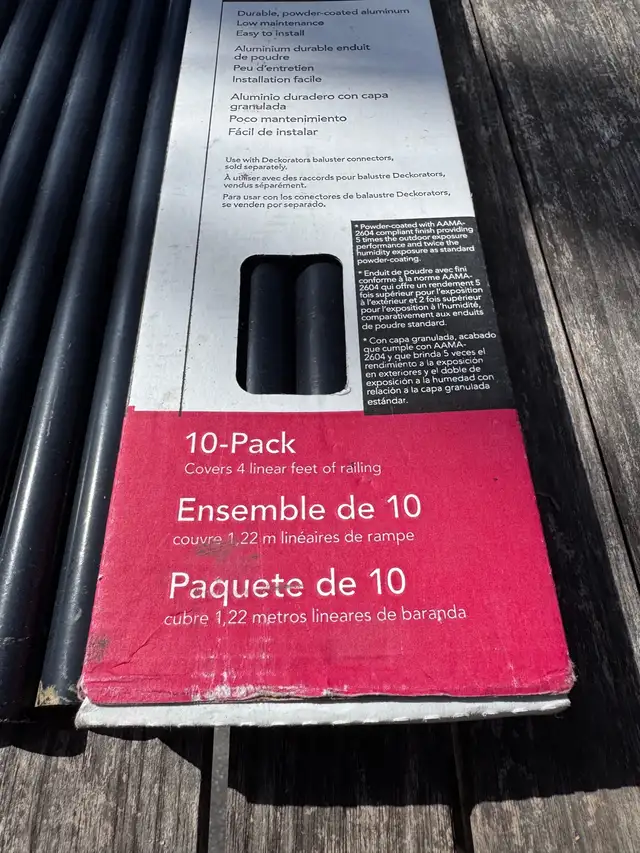 Durable, powder-coated aluminum
Low maintenance
Easy to install
Aluminium durable enduit
de poudre
Peu d'entretien
Installation facile
Aluminio duradero con capa
granulada
Poco mantenimiento
Fácil de instalar
Use with Deckorators baluster connectors,
sold separately.
À utiliser avec des raccords pour balustre Deckorators,
vendus séparément.
Para usar con los conectores de balaustre Deckorators,
se venden por separado.
* Powder-coated with AAMA-
2604 compliant finish providing
5 times the outdoor exposure
performance and twice the
humidity exposure as standard
powder-coating.
* Enduit de poudre avec fini
conforme à la norme AAMA-
2604 qui offre un rendement 5
fois supérieur pour l'exposition
à l'extérieur et 2 fois supérieur
pour l'exposition à l'humidité,
comparativement aux enduits
de poudre standard.
* Con capa granulada, acabado
que cumple con AAMA-
2604 y que brinda 5 veces el
rendimiento a la exposición
en exteriores y el doble de
exposición a la humedad con
relación a la capa granulada
estándar.
10-Pack
Covers 4 linear feet of railing
Ensemble de 10
couvre 1,22 m linéaires de rampe
Paquete de 10
cubre 1,22 metros lineares de baranda